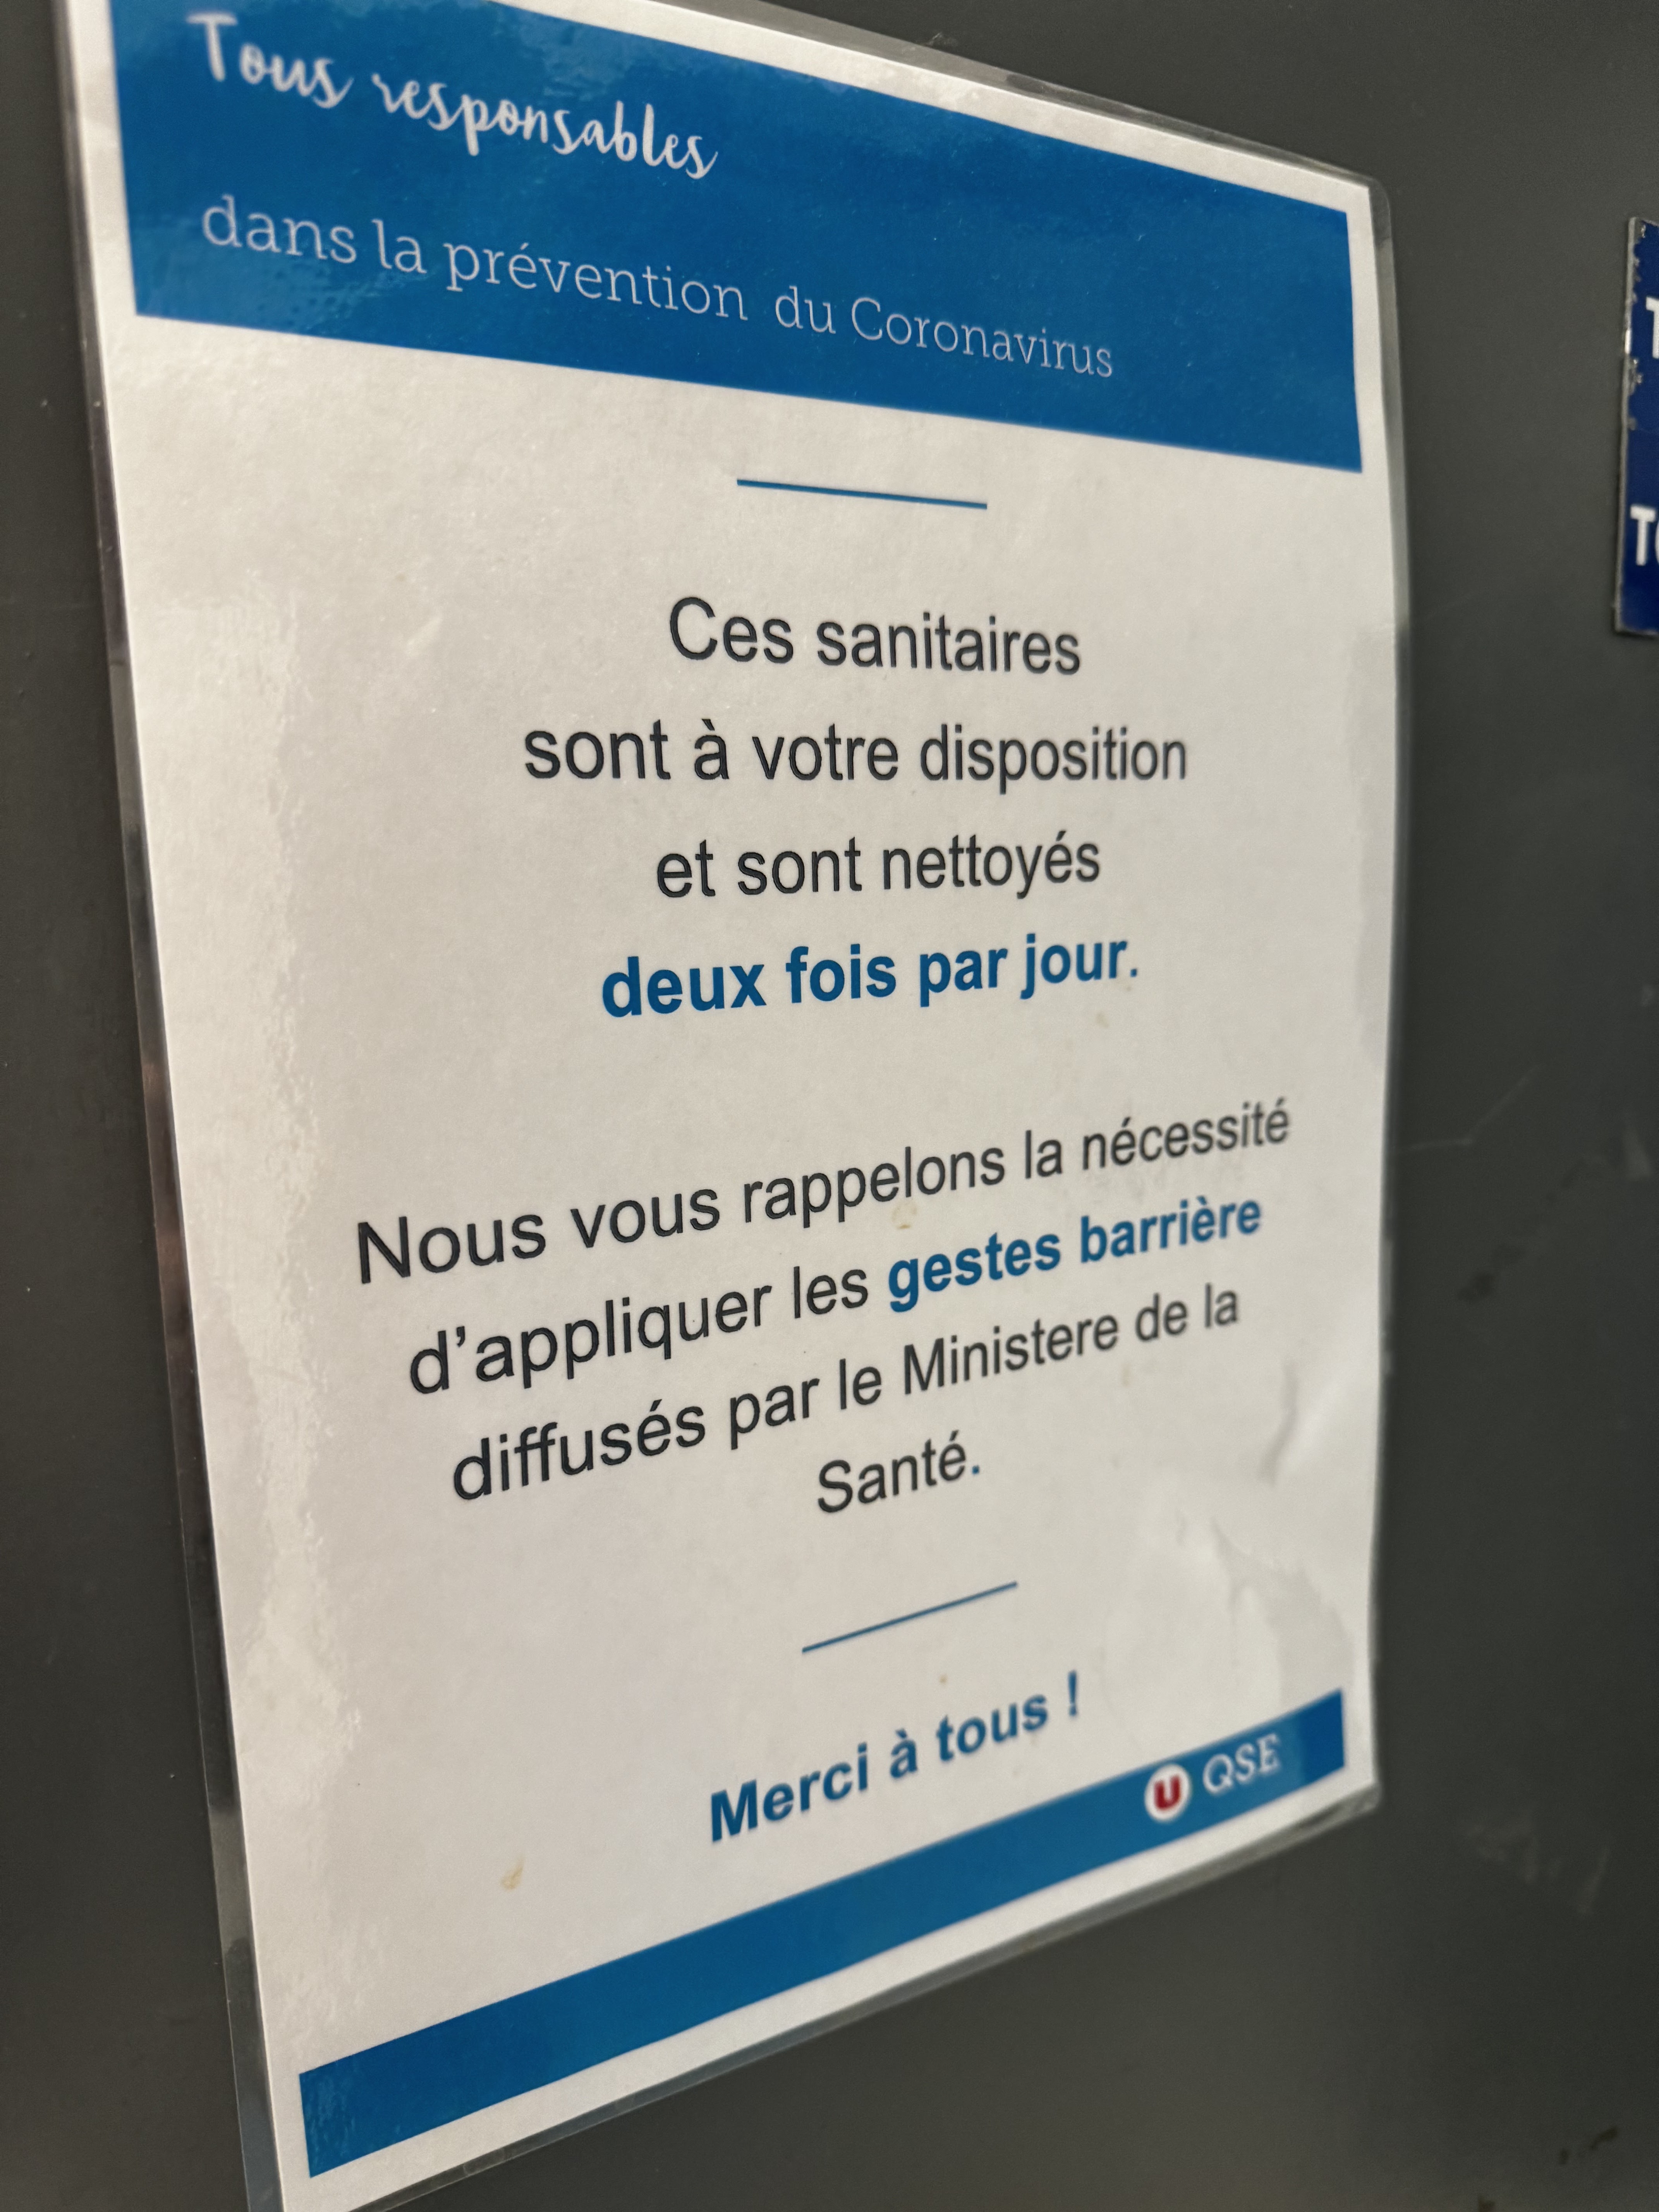 Tous responsables
dans la prévention du Coronavirus
Ces sanitaires
sont à votre disposition
et sont nettoyés
deux fois par jour.
Nous vous rappelons la nécessité
d'appliquer les gestes barrière
diffusés par le Ministere de la
Santé.
Merci à tous !
U QSE